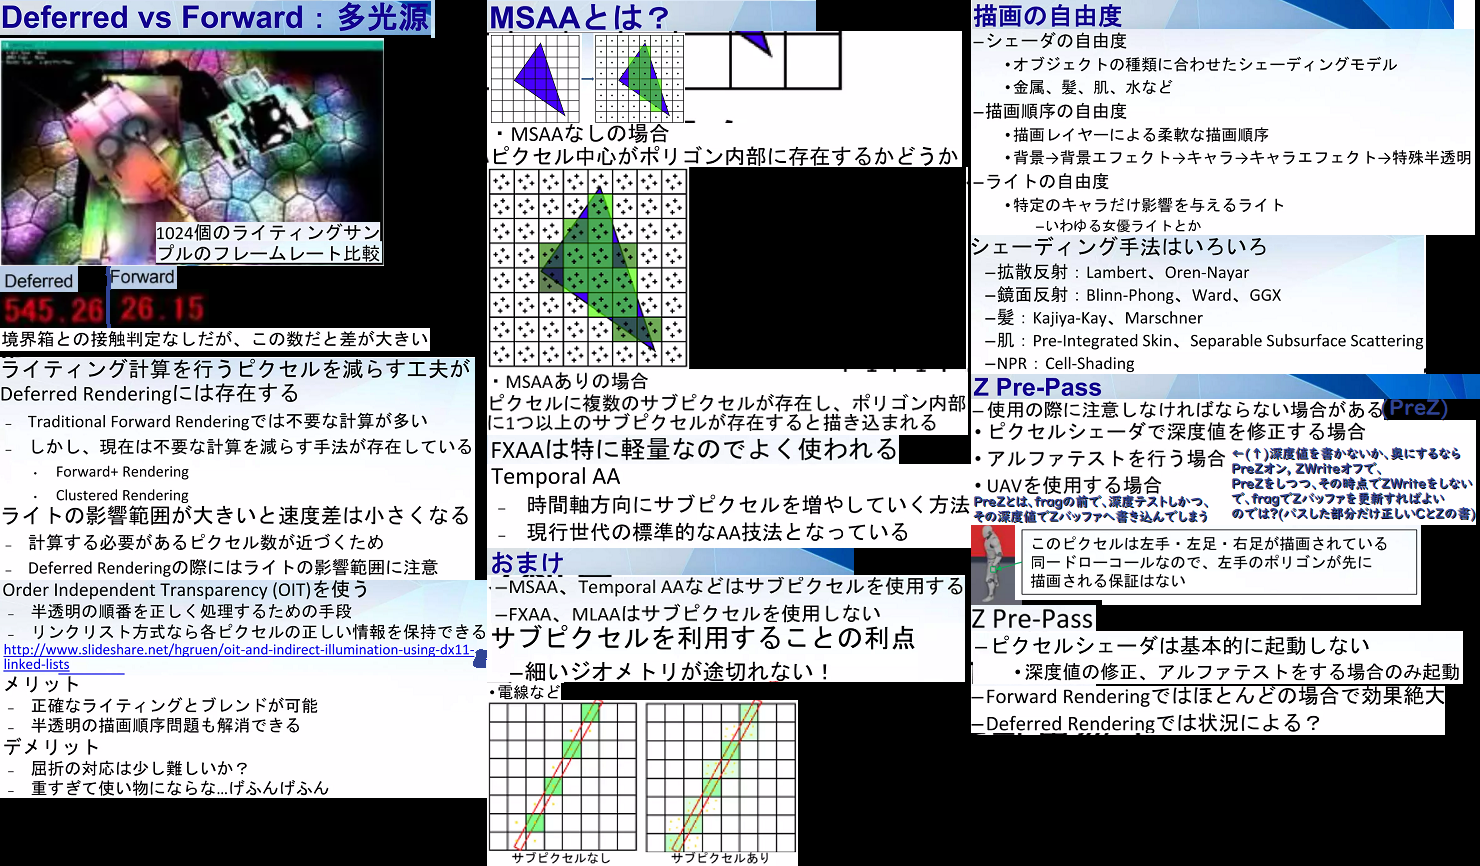 Deferred vs Forward：多光源
1024個のライティングサン
プルのフレームレート比較
Deferred
Forward
545.26
26.15
境界箱との接触判定なしだが、この数だと差が大きい
ライティング計算を行うピクセルを減らす工夫が
Deferred Renderingには存在する
– Traditional Forward Renderingでは不要な計算が多い
– しかし、現在は不要な計算を減らす手法が存在している
・ Forward+ Rendering
・ Clustered Rendering
ライトの影響範囲が大きいと速度差は小さくなる
– 計算する必要があるピクセル数が近づくため
– Deferred Renderingの際にはライトの影響範囲に注意
Order Independent Transparency (OIT)を使う
– 半透明の順番を正しく処理するための手段
– リンクリスト方式なら各ピクセルの正しい情報を保持できる
http://www.slideshare.net/hgruen/oit-and-indirect-illumination-using-dx11-
linked-lists
メリット
– 正確なライティングとブレンドが可能
– 半透明の描画順序問題も解消できる
デメリット
– 屈折の対応は少し難しいか？
– 重すぎて使い物にならな…げふんげふん
MSAAとは？
・MSAAなしの場合
ピクセル中心がポリゴン内部に存在するかどうか
・MSAAありの場合
ピクセルに複数のサブピクセルが存在し、ポリゴン内部
に1つ以上のサブピクセルが存在すると描き込まれる
FXAAは特に軽量なのでよく使われる
Temporal AA
– 時間軸方向にサブピクセルを増やしていく方法
– 現行世代の標準的なAA技法となっている
おまけ
–MSAA、Temporal AAなどはサブピクセルを使用する
–FXAA、MLAAはサブピクセルを使用しない
サブピクセルを利用することの利点
–細いジオメトリが途切れない！
•電線など
サブピクセルなし
サブピクセルあり
描画の自由度
–シェーダの自由度
•オブジェクトの種類に合わせたシェーディングモデル
•金属、髪、肌、水など
–描画順序の自由度
•描画レイヤーによる柔軟な描画順序
•背景→背景エフェクト→キャラ→キャラエフェクト→特殊半透明
–ライトの自由度
•特定のキャラだけ影響を与えるライト
–いわゆる女優ライトとか
シェーディング手法はいろいろ
–拡散反射：Lambert、Oren-Nayar
–鏡面反射：Blinn-Phong、Ward、GGX
–髪：Kajiya-Kay、Marschner
–肌：Pre-Integrated Skin、Separable Subsurface Scattering
–NPR：Cell-Shading
Z Pre-Pass
–使用の際に注意しなければならない場合がある(PreZ)
•ピクセルシェーダで深度値を修正する場合
•アルファテストを行う場合
•UAVを使用する場合
←(↑)深度値を書かないか、奥にするなら
PreZオン, ZWriteオフで、
PreZをしつつ、その時点でZWriteをしない
で、fragでZバッファを更新すればよい
のでは?(パスした部分だけ正しいCとZの書)
PreZとは、fragの前で、深度テストしかつ、
その深度値でZバッファへ書き込んでしまう
このピクセルは左手・左足・右足が描画されている
同一ドローコールなので、左手のポリゴンが先に
描画される保証はない
Z Pre-Pass
–ピクセルシェーダは基本的に起動しない
•深度値の修正、アルファテストをする場合のみ起動
–Forward Renderingではほとんどの場合で効果絶大
–Deferred Renderingでは状況による？